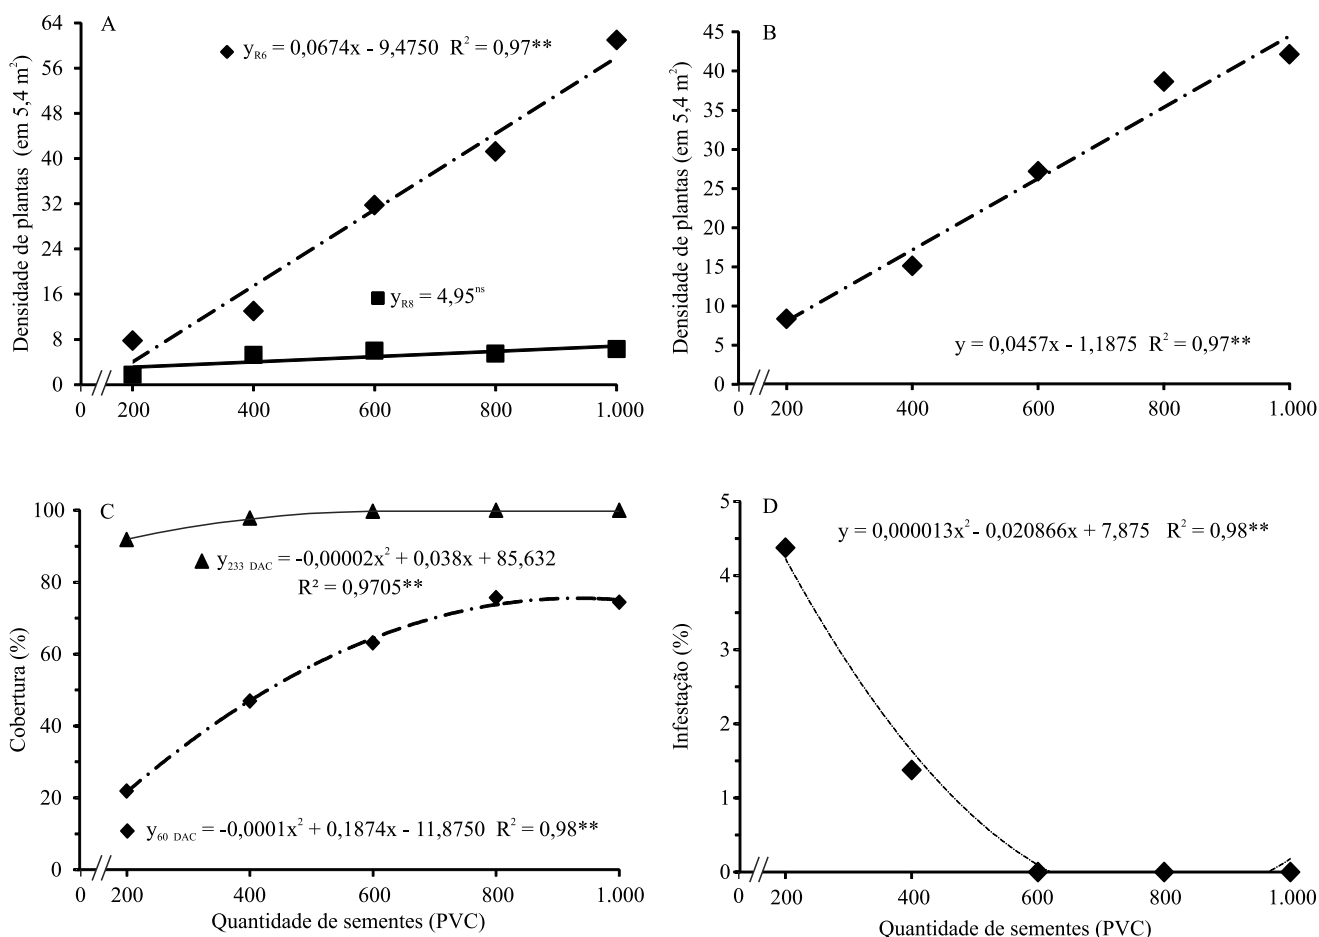 A
y_R6 = 0,0674x - 9,4750 R² = 0,97**
y_R8 = 4,95ⁿˢ
Densidade de plantas (em 5,4 m²)
64
56
48
40
32
24
16
8
0
0 200 400 600 800 1.000
B
y = 0,0457x - 1,1875 R² = 0,97**
Densidade de plantas (em 5,4 m²)
45
40
35
30
25
20
15
10
5
0
0 200 400 600 800 1.000
C
y_233 DAC = -0,00002x² + 0,038x + 85,632
R² = 0,9705**
y_60 DAC = -0,0001x² + 0,1874x - 11,8750 R² = 0,98**
Cobertura (%)
100
80
60
40
20
0
0 200 400 600 800 1.000
Quantidade de sementes (PVC)
D
y = 0,000013x² - 0,020866x + 7,875 R² = 0,98**
Infestação (%)
5
4
3
2
1
0
0 200 400 600 800 1.000
Quantidade de sementes (PVC)